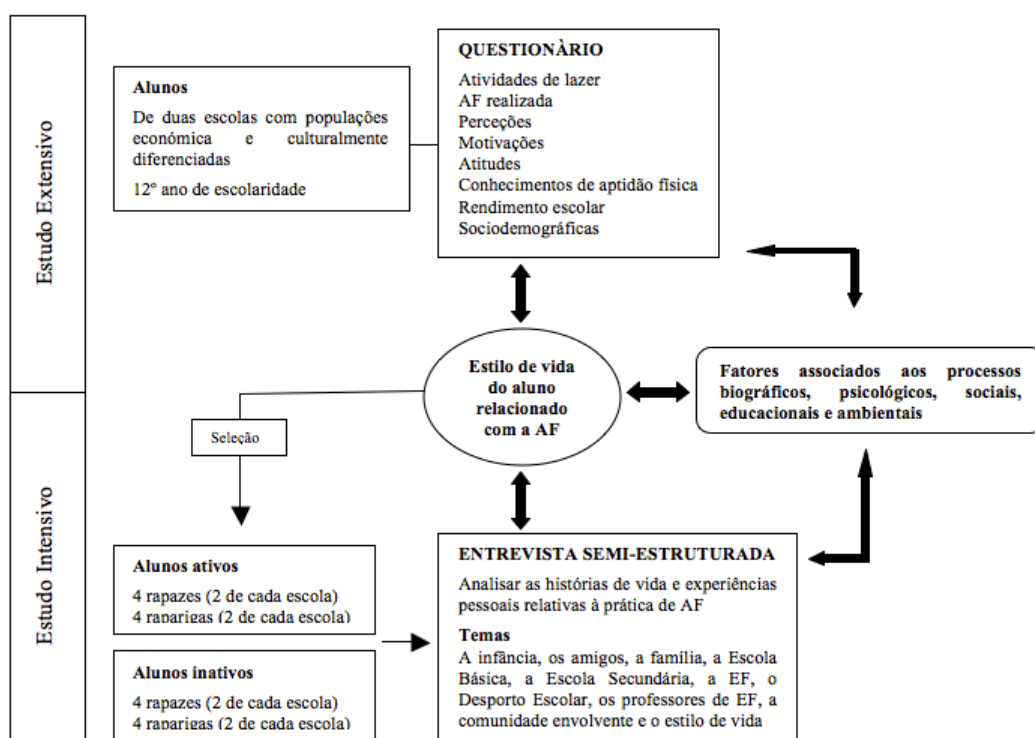 Estudo Extensivo
Alunos
De duas escolas com populações
económica e culturalmente
diferenciadas
12º ano de escolaridade
QUESTIONÀRIO
Atividades de lazer
AF realizada
Perceções
Motivações
Atitudes
Conhecimentos de aptidão física
Rendimento escolar
Sociodemográficas
Estilo de vida
do aluno
relacionado
com a AF
Fatores associados aos processos
biográficos, psicológicos, sociais,
educacionais e ambientais
Seleção
Estudo Intensivo
Alunos ativos
4 rapazes (2 de cada escola)
4 raparigas (2 de cada escola)
Alunos inativos
4 rapazes (2 de cada escola)
4 raparigas (2 de cada escola)
ENTREVISTA SEMI-ESTRUTURADA
Analisar as histórias de vida e experiências
pessoais relativas à prática de AF
Temas
A infância, os amigos, a família, a Escola
Básica, a Escola Secundária, a EF, o
Desporto Escolar, os professores de EF, a
comunidade envolvente e o estilo de vida